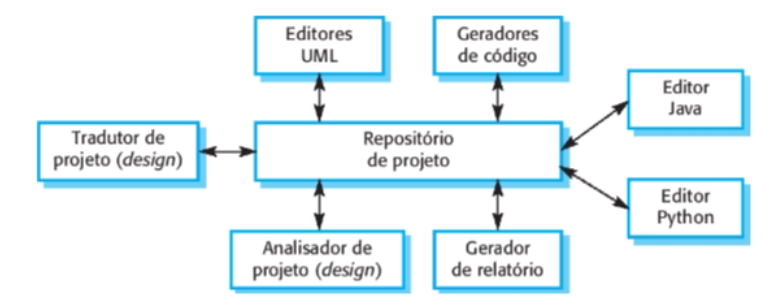 Editores
UML
Geradores
de código
Editor
Java
Tradutor de
projeto (design)
Repositório
de projeto
Editor
Python
Analisador de
projeto (design)
Gerador
de relatório